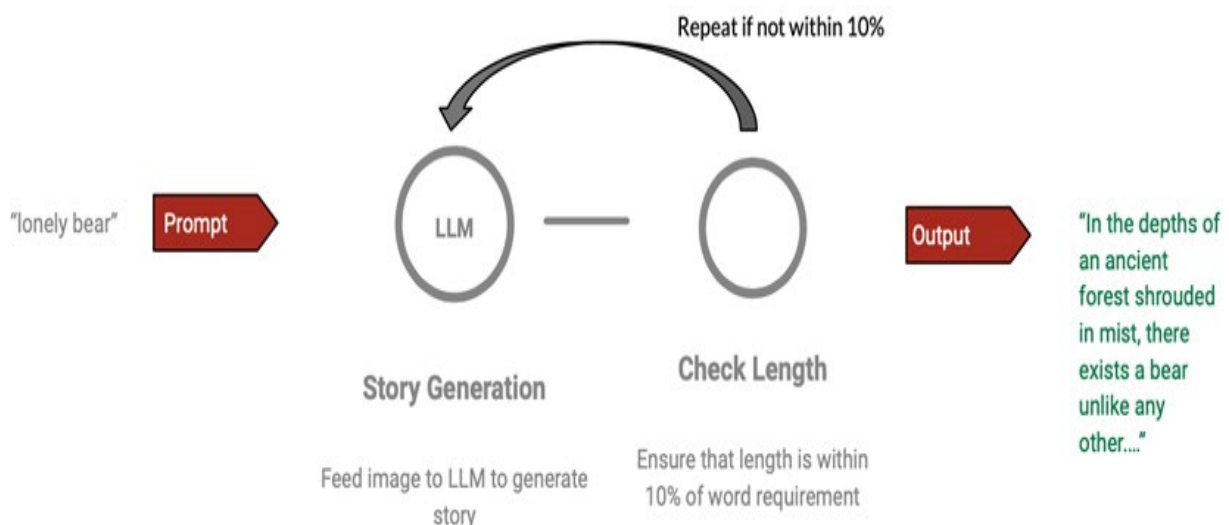 Repeat if not within 10%
"lonely bear"
Prompt
LLM
Output
"In the depths of
an ancient
forest shrouded
in mist, there
exists a bear
unlike any
other...."
Story Generation
Check Length
Feed image to LLM to generate
story
Ensure that length is within
10% of word requirement